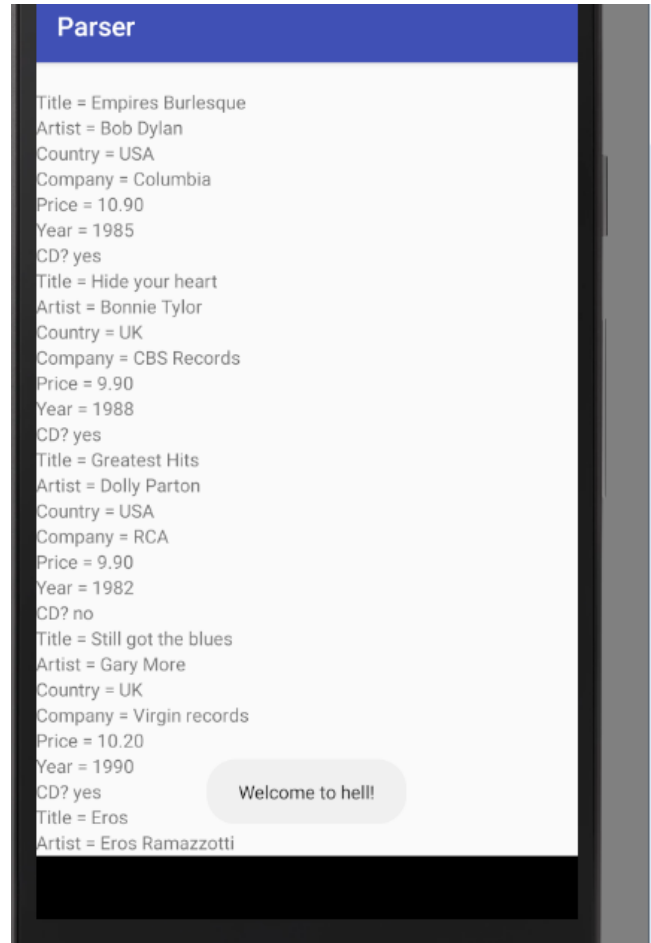 Parser
Title = Empires Burlesque
Artist = Bob Dylan
Country = USA
Company = Columbia
Price = 10.90
Year = 1985
CD? yes
Title = Hide your heart
Artist = Bonnie Tylor
Country = UK
Company = CBS Records
Price = 9.90
Year = 1988
CD? yes
Title = Greatest Hits
Artist = Dolly Parton
Country = USA
Company = RCA
Price = 9.90
Year = 1982
CD? no
Title = Still got the blues
Artist = Gary More
Country = UK
Company = Virgin records
Price = 10.20
Year = 1990
CD? yes
Welcome to hell!
Title = Eros
Artist = Eros Ramazzotti